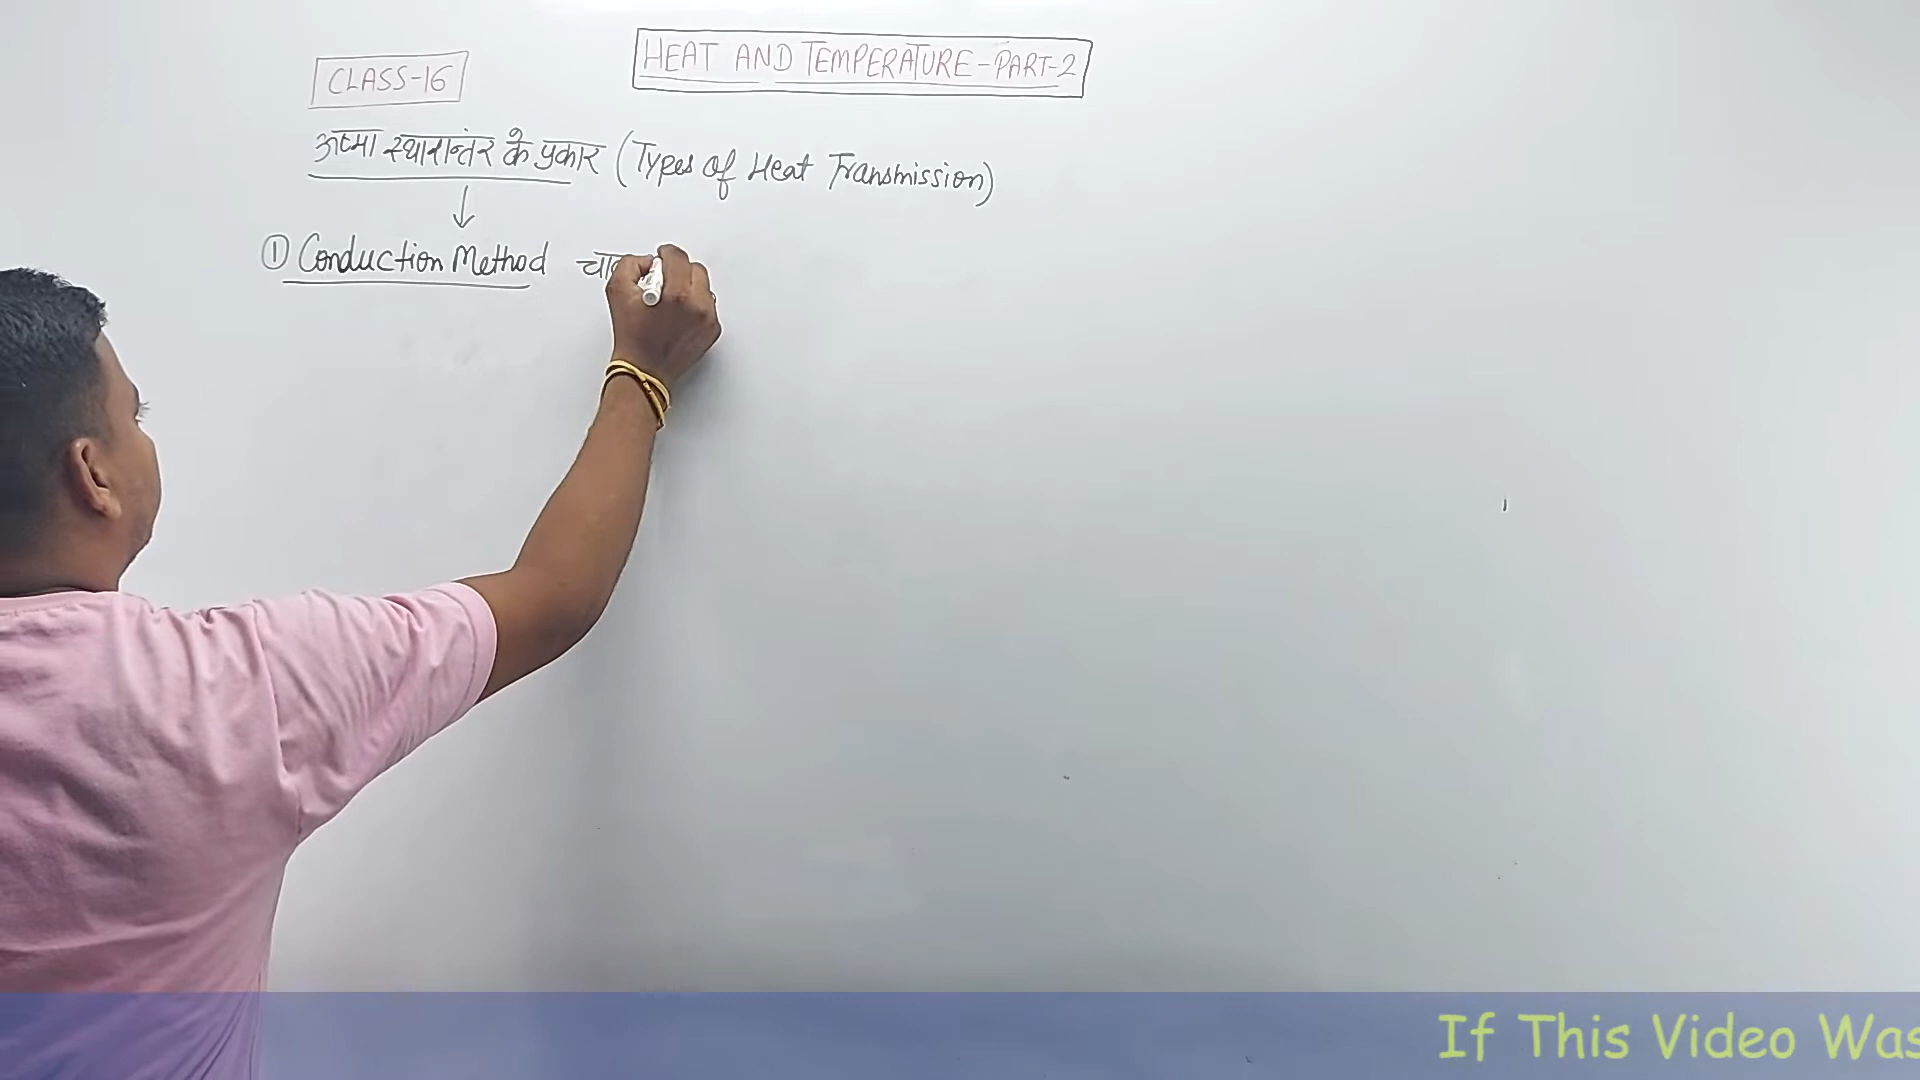 CLASS-16
HEAT AND TEMPERATURE-PART-2
ऊष्मा स्थानांतर के प्रकार (Types of Heat Transmission)
① Conduction Method
If This Video Was